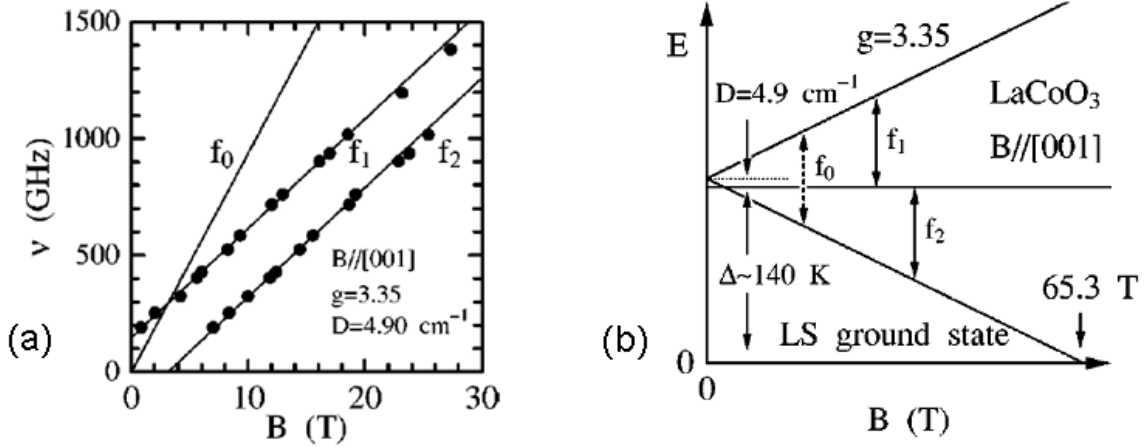 1500
1000
500
0
ν (GHz)
f₀
f₁
f₂
B//[001]
g=3.35
D=4.90 cm⁻¹
0
10
20
30
B (T)
(a)
E
g=3.35
D=4.9 cm⁻¹
LaCoO₃
B//[001]
f₀
f₁
f₂
Δ~140 K
65.3 T
LS ground state
0
0
B (T)
(b)